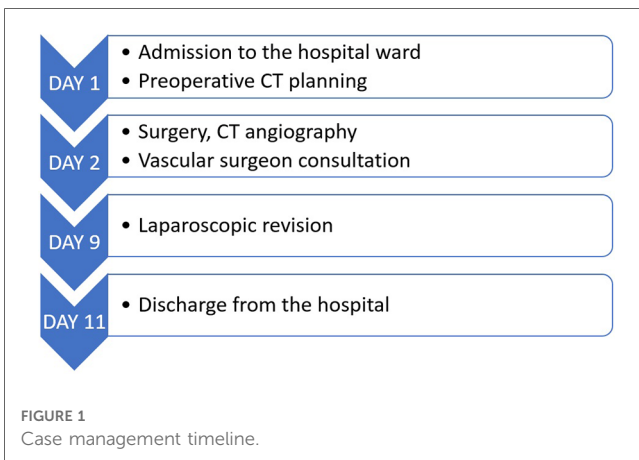 DAY 1
• Admission to the hospital ward
• Preoperative CT planning
DAY 2
• Surgery, CT angiography
• Vascular surgeon consultation
DAY 9
• Laparoscopic revision
DAY 11
• Discharge from the hospital
FIGURE 1
Case management timeline.